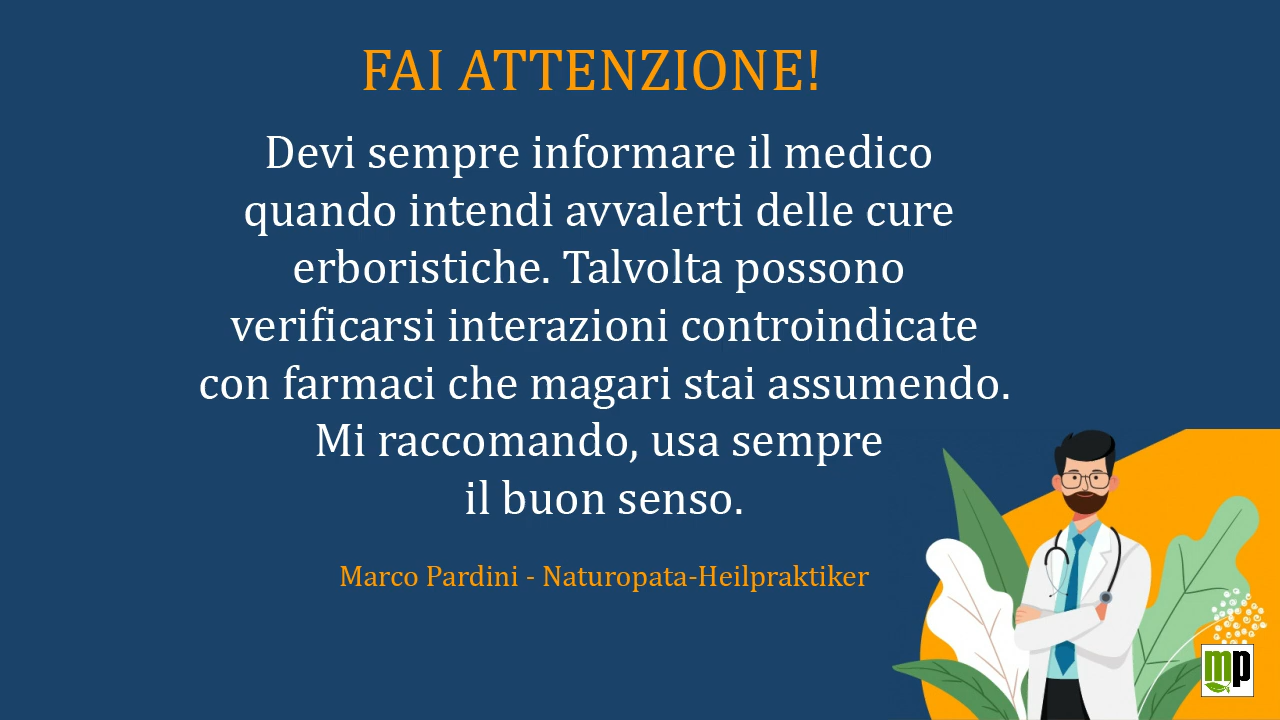 FAI ATTENZIONE!
Devi sempre informare il medico
quando intendi avvalerti delle cure
erboristiche. Talvolta possono
verificarsi interazioni controindicate
con farmaci che magari stai assumendo.
Mi raccomando, usa sempre
il buon senso.
Marco Pardini - Naturopata-Heilpraktiker
mp